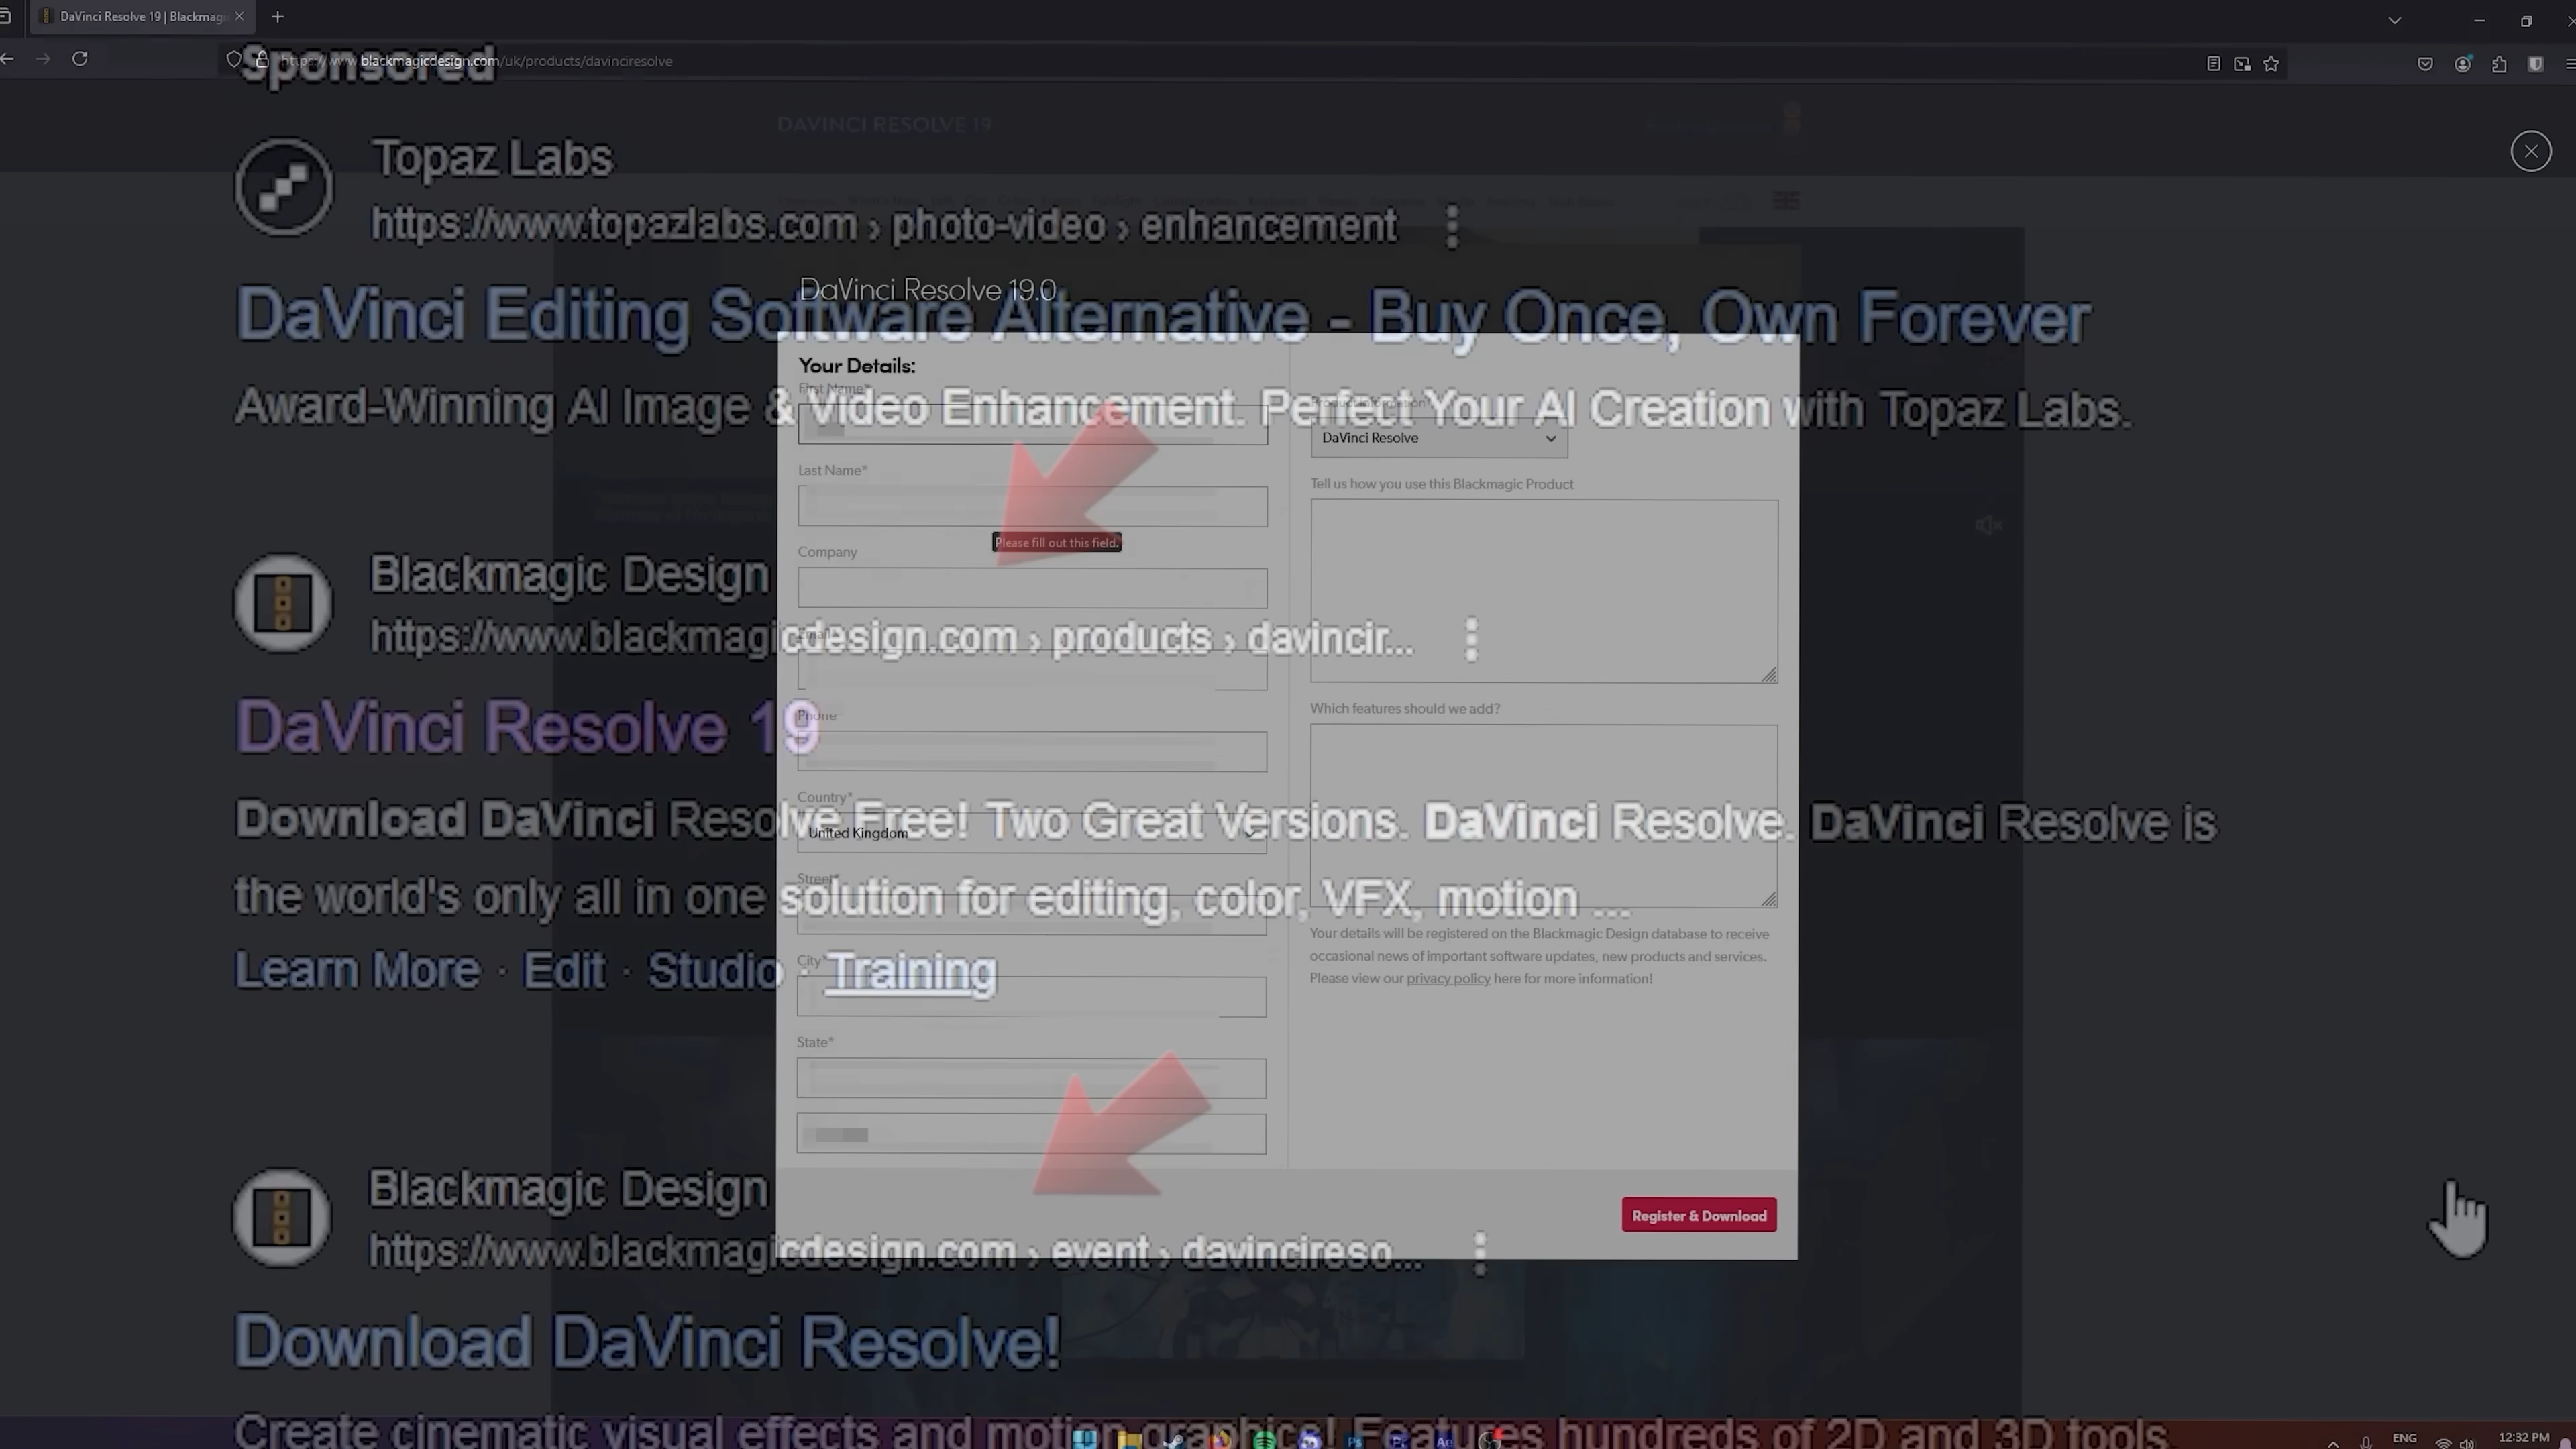 DaVinci Resolve 19 | Blackmagic
https://www.blackmagicdesign.com/uk/products/davinciresolve
Sponsored
DAVINCI RESOLVE 19
Topaz Labs
https://www.topazlabs.com › photo-video › enhancement
DaVinci Resolve 19.0
DaVinci Editing Software Alternative - Buy Once, Own Forever
Your Details:
First Name*
Award-Winning AI Image & Video Enhancement. Perfect Your AI Creation with Topaz Labs.
DaVinci Resolve
Last Name*
Tell us how you use this Blackmagic Product
Please fill out this field.
Company
Blackmagic Design
https://www.blackmagicdesign.com › products › davincir...
Email
Phone
Which features should we add?
DaVinci Resolve 19
Country*
Download DaVinci Resolve Free! Two Great Versions. DaVinci Resolve. DaVinci Resolve is
United Kingdom
Street*
the world's only all in one solution for editing, color, VFX, motion ...
Your details will be registered on the Blackmagic Design database to receive
occasional news of important software updates, new products and services.
Please view our privacy policy here for more information!
City*
Learn More · Edit · Studio · Training
State*
Blackmagic Design
Register & Download
https://www.blackmagicdesign.com › event › davincireso...
Download DaVinci Resolve!
Create cinematic visual effects and motion graphics! Features hundreds of 2D and 3D tools
ENG
12:32 PM